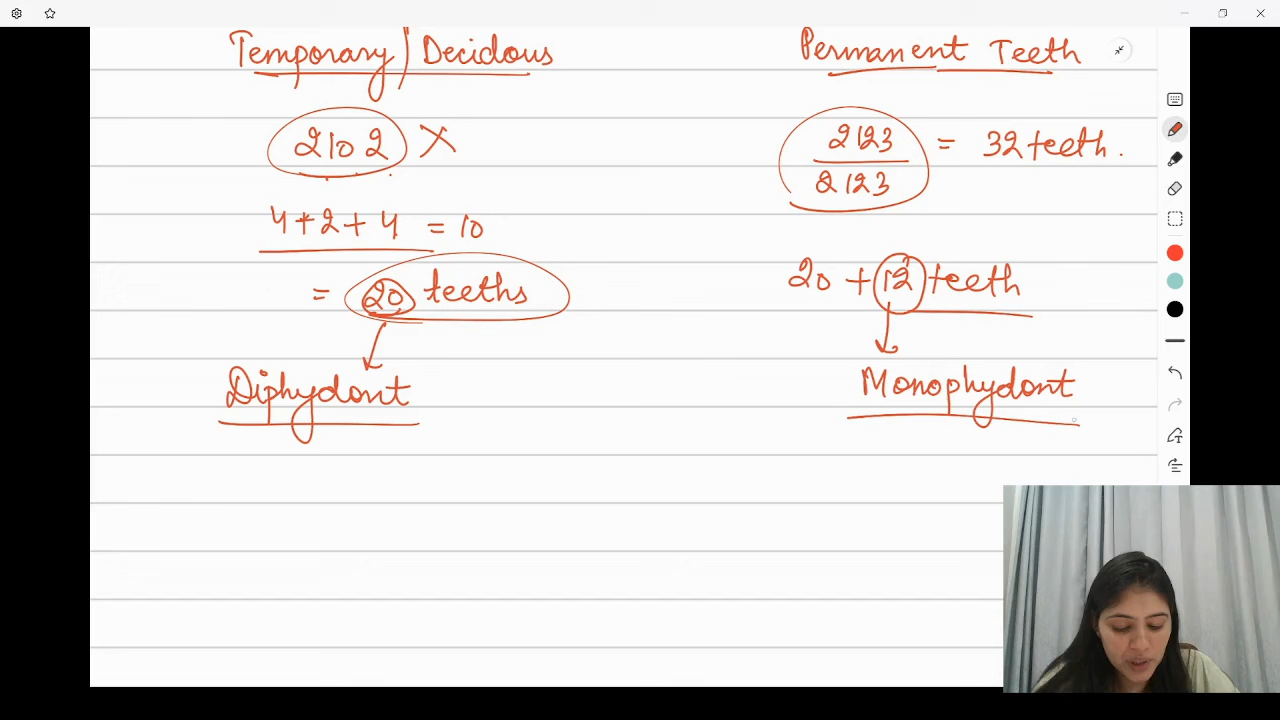 Temporary/Decidous
2102 X
4+2+4 = 10
= 20 teeths
Diphydont
Permanent Teeth
2123
2123
= 32 teeth.
20 + 12 teeth
Monophydont